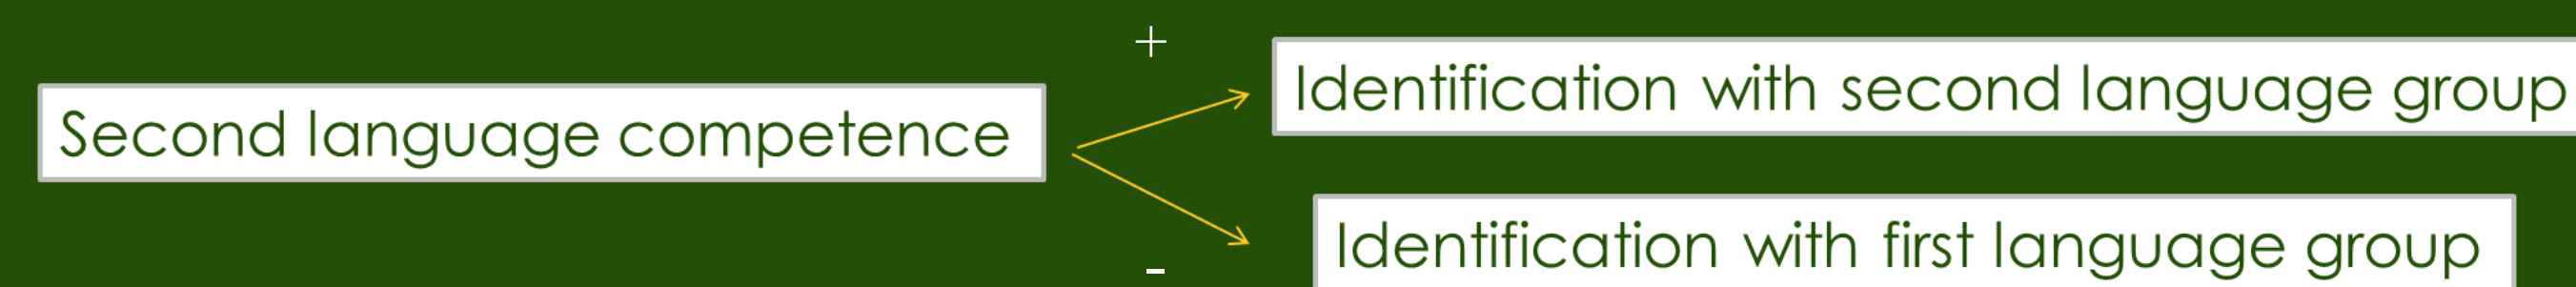 +
Identification with second language group
Second language competence
Identification with first language group
-